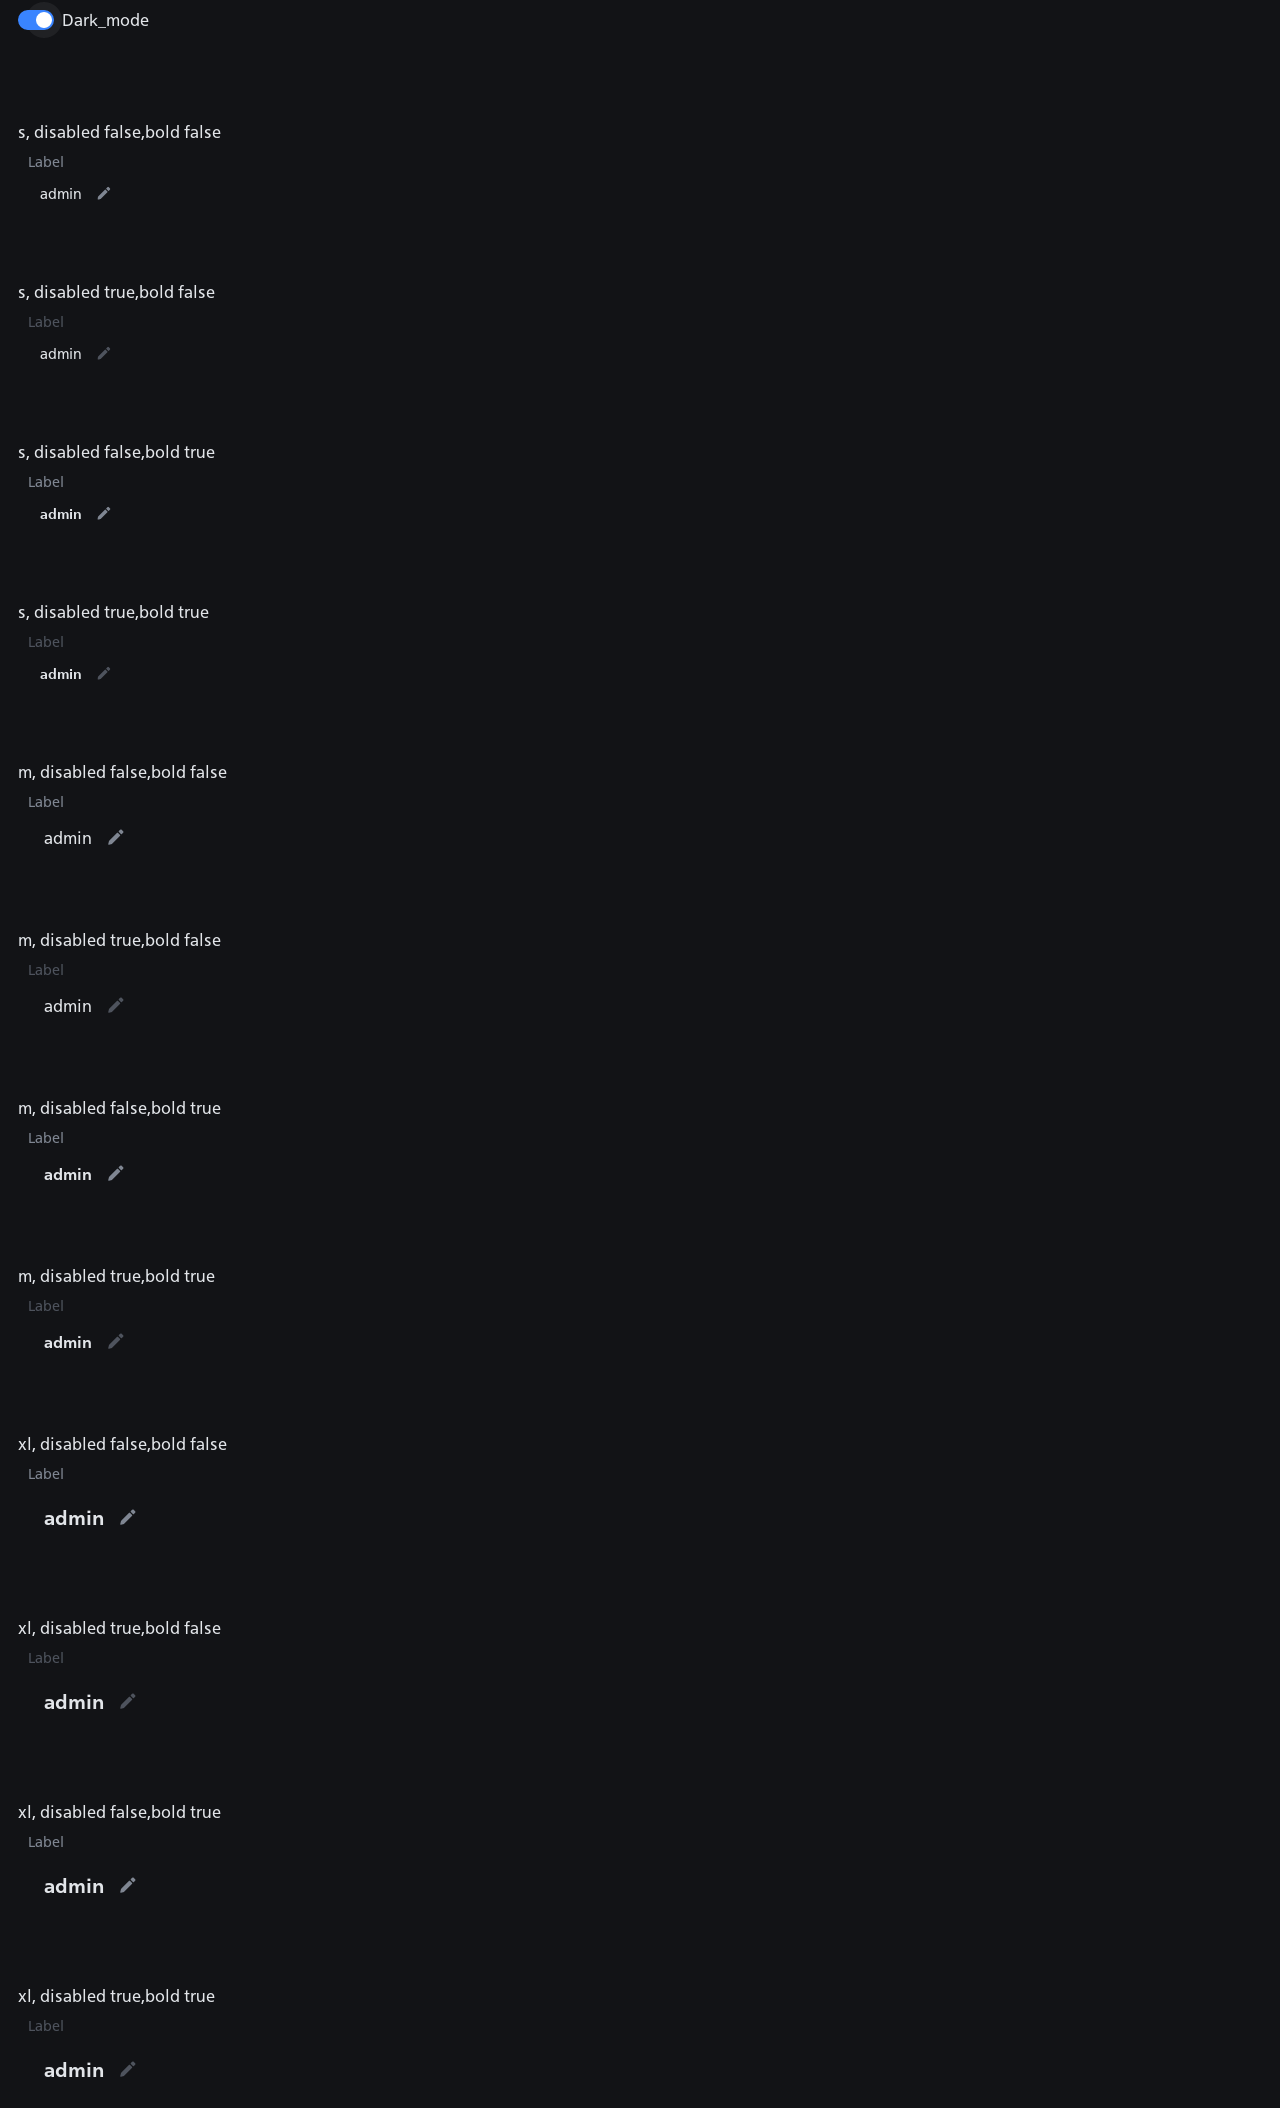 Dark_mode
s, disabled false,bold false
Label
admin
s, disabled true,bold false
Label
admin
s, disabled false,bold true
Label
admin
s, disabled true,bold true
Label
admin
m, disabled false,bold false
Label
admin
m, disabled true,bold false
Label
admin
m, disabled false,bold true
Label
admin
m, disabled true,bold true
Label
admin
xl, disabled false,bold false
Label
admin
xl, disabled true,bold false
Label
admin
xl, disabled false,bold true
Label
admin
xl, disabled true,bold true
Label
admin